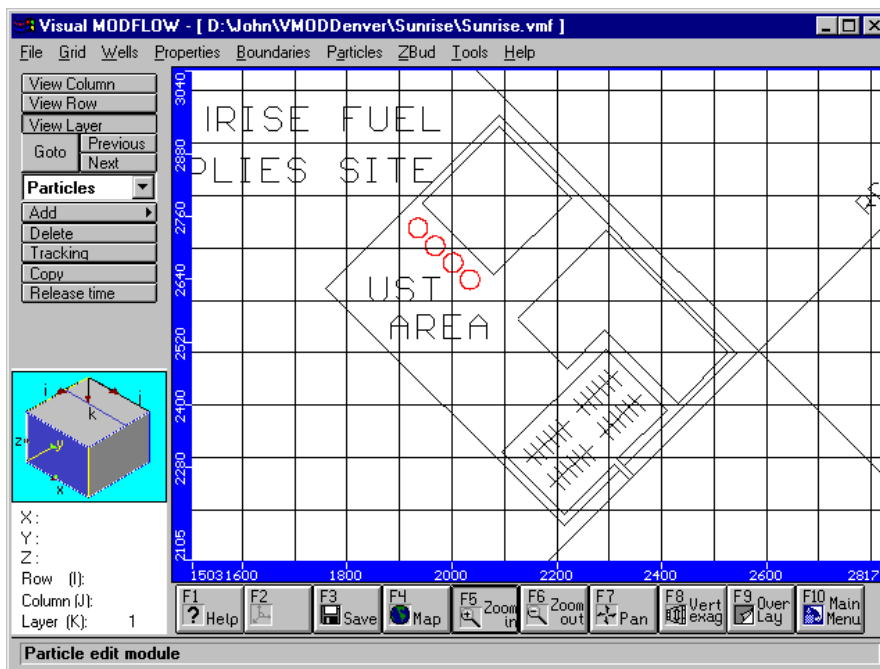 Visual MODFLOW - [ D:\John\VMODDenver\Sunrise\Sunrise.vmf ]
File Grid Wells Properties Boundaries Particles ZBud Tools Help
View Column
View Row
View Layer
Goto
Previous
Next
Particles
Add
Delete
Tracking
Copy
Release time
i
j
k
Z
y
x
X :
Y :
Z :
Row (I):
Column (J):
Layer (K): 1
3040
2880
2760
2640
2520
2400
2280
2105
IRISE FUEL
PLIES SITE
UST
AREA
1503 1600 1800 2000 2200 2400 2600 2817
F1 Help
F2
F3 Save
F4 Map
F5 Zoom in
F6 Zoom out
F7 Pan
F8 Vert exag
F9 Over Lay
F10 Main Menu
Particle edit module